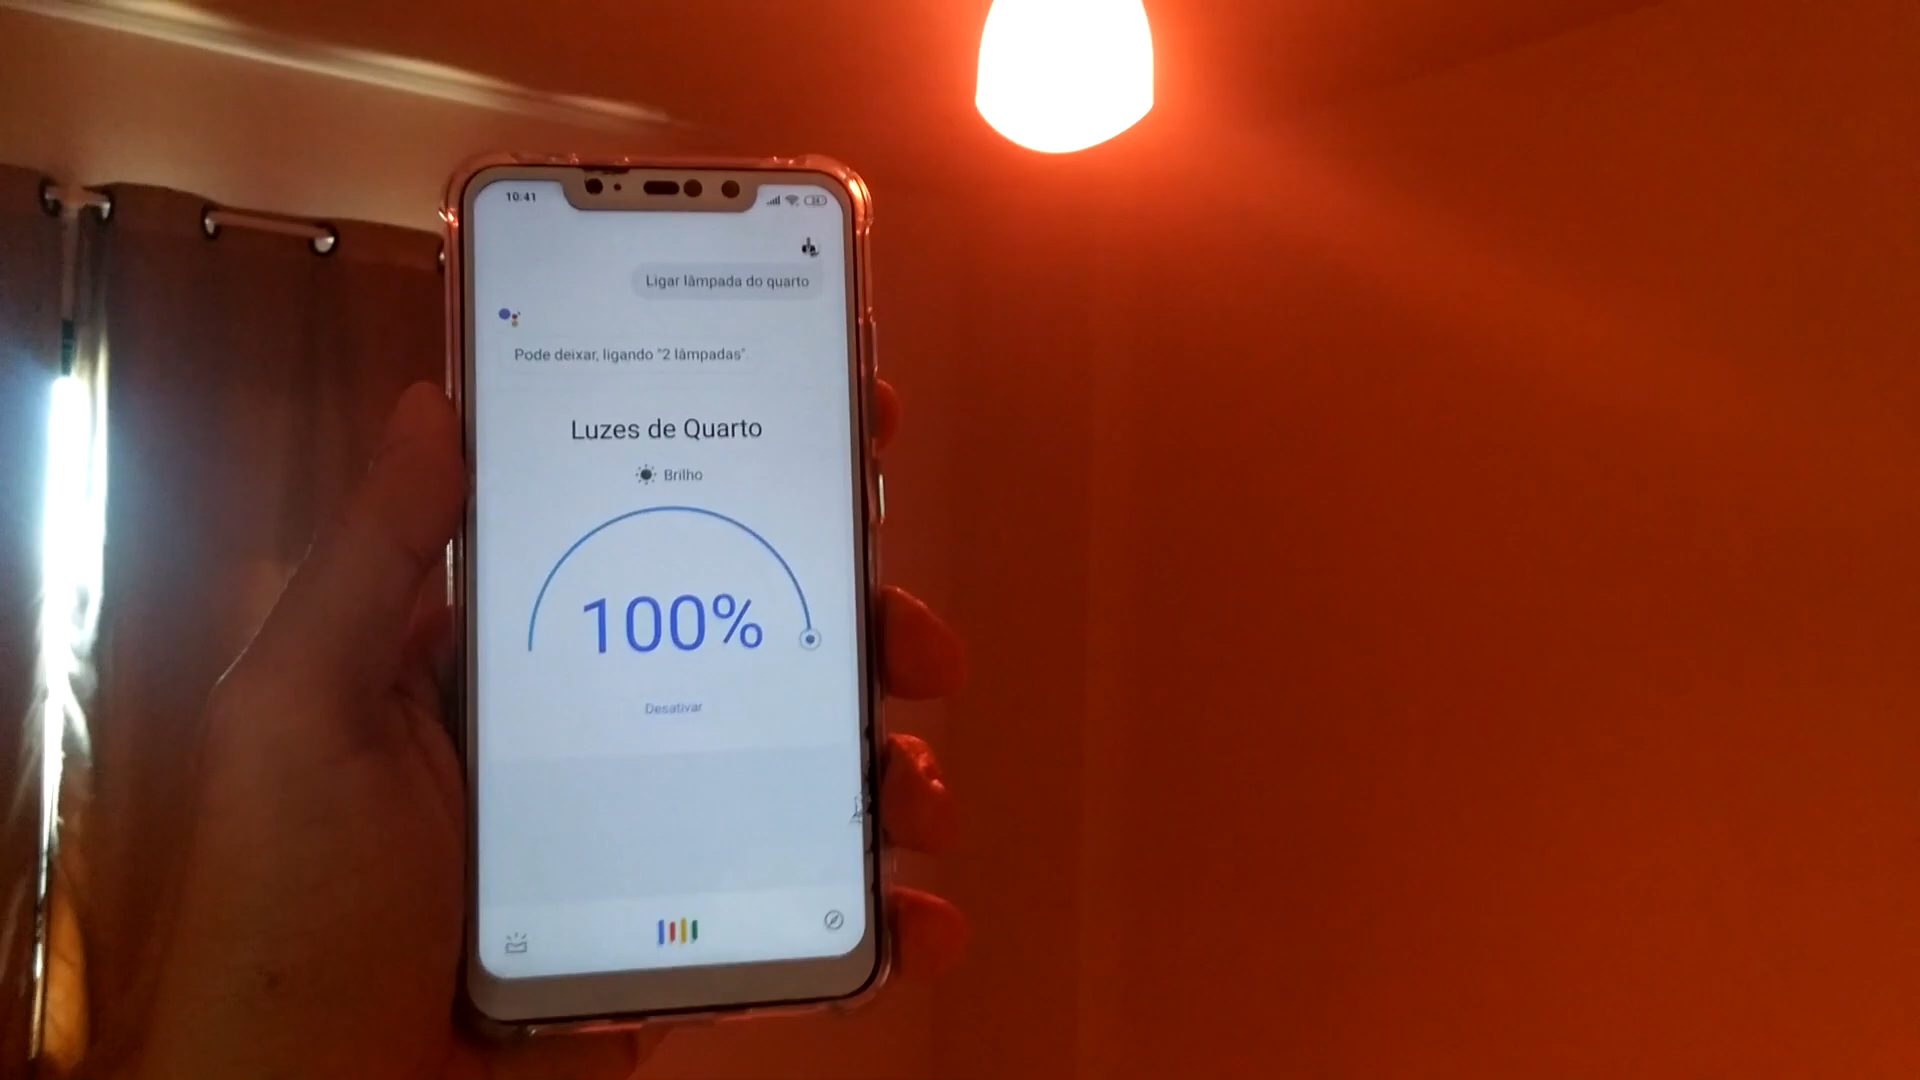 10:41
Ligar lâmpada do quarto
Pode deixar, ligando "2 lâmpadas".
Luzes de Quarto
Brilho
100%
Desativar